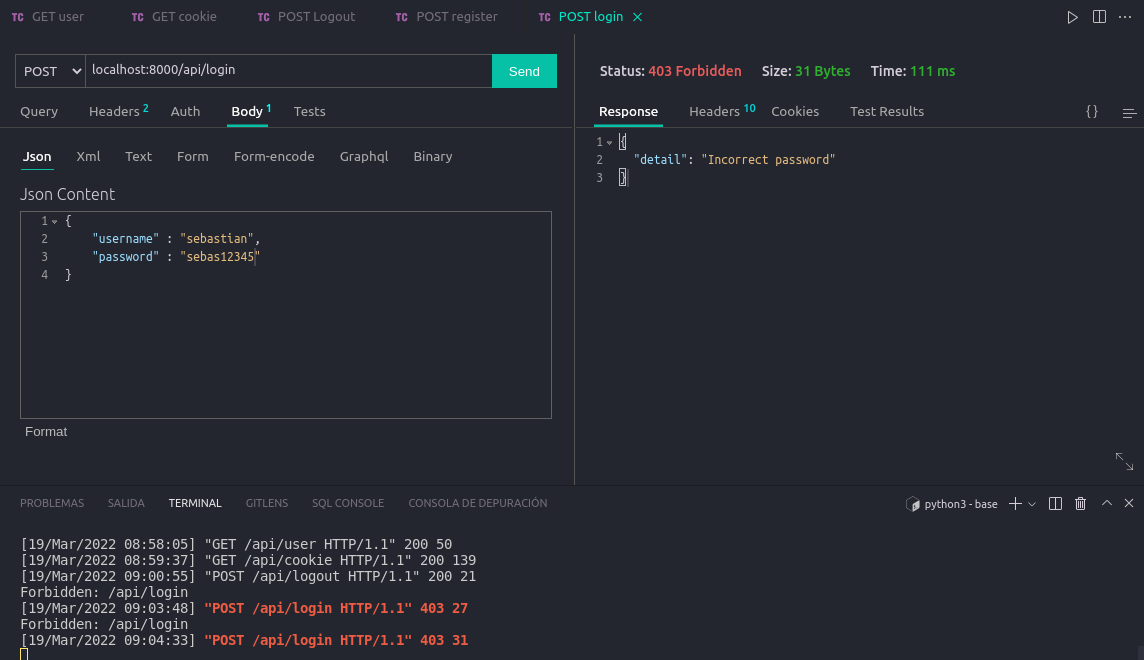 TC GET user TC GET cookie TC POST Logout TC POST register TC POST login
POST localhost:8000/api/login Send
Status: 403 Forbidden Size: 31 Bytes Time: 111 ms
Query Headers 2 Auth Body 1 Tests
Response Headers 10 Cookies Test Results {}
Json Xml Text Form Form-encode Graphql Binary
Json Content
1 {
2 "username" : "sebastian",
3 "password" : "sebas12345"
4 }
Format
1 {
2 "detail": "Incorrect password"
3 }
PROBLEMAS SALIDA TERMINAL GITLENS SQL CONSOLE CONSOLA DE DEPURACIÓN python3 - base
[19/Mar/2022 08:58:05] "GET /api/user HTTP/1.1" 200 50
[19/Mar/2022 08:59:37] "GET /api/cookie HTTP/1.1" 200 139
[19/Mar/2022 09:00:55] "POST /api/logout HTTP/1.1" 200 21
Forbidden: /api/login
[19/Mar/2022 09:03:48] "POST /api/login HTTP/1.1" 403 27
Forbidden: /api/login
[19/Mar/2022 09:04:33] "POST /api/login HTTP/1.1" 403 31